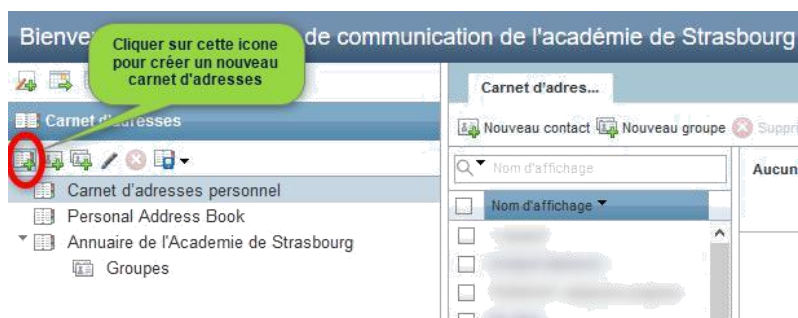 Bienve de communication de l'académie de Strasbourg
Cliquer sur cette icone
pour créer un nouveau
carnet d'adresses
Carnet d'adresses
Carnet d'adres...
Nouveau contact Nouveau groupe Suppri
Nom d'affichage
Aucun
Carnet d'adresses personnel
Nom d'affichage
Personal Address Book
Annuaire de l'Academie de Strasbourg
Groupes